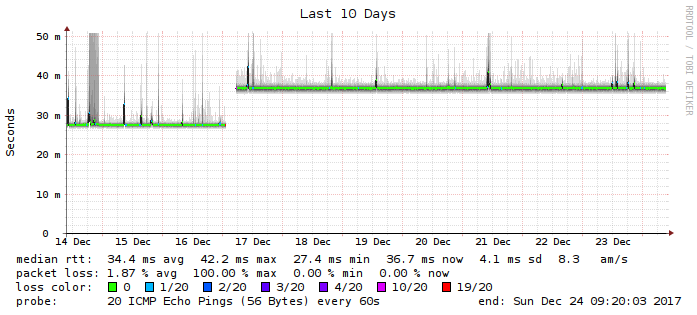 Last 10 Days
RRDTOOL / TOBI OETIKER
Seconds
50 m
40 m
30 m
20 m
10 m
0
14 Dec 15 Dec 16 Dec 17 Dec 18 Dec 19 Dec 20 Dec 21 Dec 22 Dec 23 Dec
median rtt: 34.4 ms avg 42.2 ms max 27.4 ms min 36.7 ms now 4.1 ms sd 8.3 am/s
packet loss: 1.87 % avg 100.00 % max 0.00 % min 0.00 % now
loss color: 0 1/20 2/20 3/20 4/20 10/20 19/20
probe: 20 ICMP Echo Pings (56 Bytes) every 60s end: Sun Dec 24 09:20:03 2017